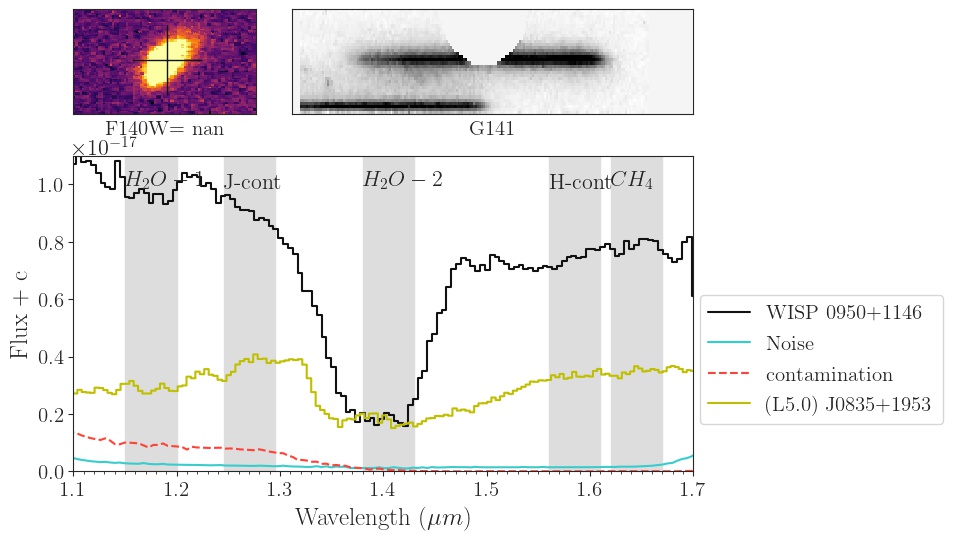 F140W= nan
G141
×10−17
H2O − 1
J-cont
H2O − 2
H-cont
CH4
1.0
0.8
0.6
0.4
0.2
0.0
Flux + c
1.1
1.2
1.3
1.4
1.5
1.6
1.7
Wavelength (μm)
WISP 0950+1146
Noise
contamination
(L5.0) J0835+1953